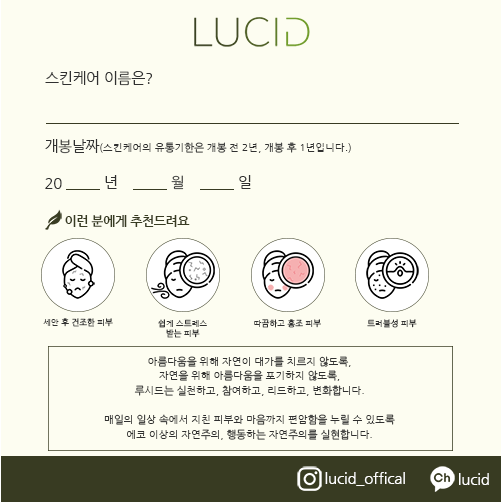 LUCID
스킨케어 이름은?
개봉날짜(스킨케어의 유통기한은 개봉 전 2년, 개봉 후 1년입니다.)
20 _____ 년 _____ 월 _____ 일
이런 분에게 추천드려요
세안 후 건조한 피부
쉽게 스트레스
받는 피부
따끔하고 홍조 피부
트러블성 피부
아름다움을 위해 자연이 대가를 치르지 않도록,
자연을 위해 아름다움을 포기하지 않도록,
루시드는 실천하고, 참여하고, 리드하고, 변화합니다.
매일의 일상 속에서 지친 피부와 마음까지 편암함을 누릴 수 있도록
에코 이상의 자연주의, 행동하는 자연주의를 실현합니다.
lucid_offical
Ch lucid